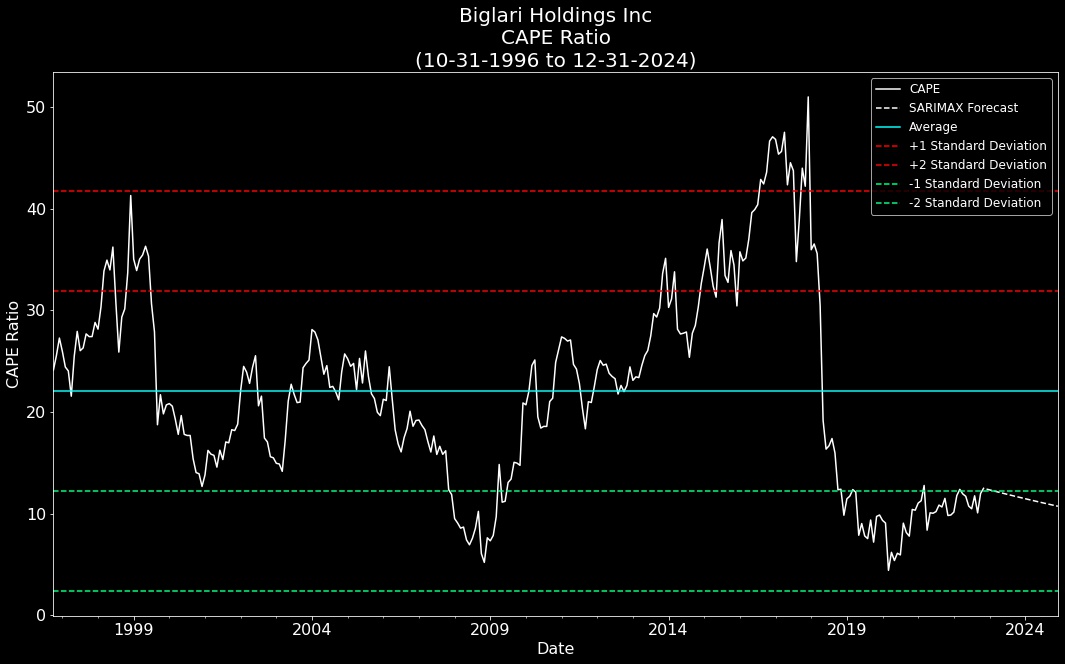 Biglari Holdings Inc
CAPE Ratio
(10-31-1996 to 12-31-2024)
CAPE
SARIMAX Forecast
Average
+1 Standard Deviation
+2 Standard Deviation
-1 Standard Deviation
-2 Standard Deviation
CAPE Ratio
50
40
30
20
10
0
1999
2004
2009
2014
2019
2024
Date